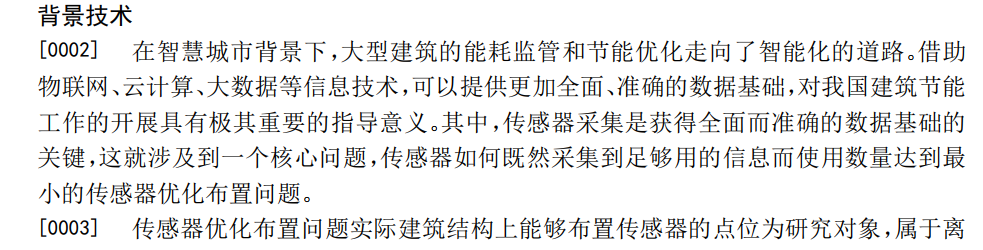 背景技术
[0002] 在智慧城市背景下，大型建筑的能耗监管和节能优化走向了智能化的道路。借助
物联网、云计算、大数据等信息技术，可以提供更加全面、准确的数据基础，对我国建筑节能
工作的开展具有极其重要的指导意义。其中，传感器采集是获得全面而准确的数据基础的
关键，这就涉及到一个核心问题，传感器如何既然采集到足够用的信息而使用数量达到最
小的传感器优化布置问题。
[0003] 传感器优化布置问题实际建筑结构上能够布置传感器的点位为研究对象，属于离